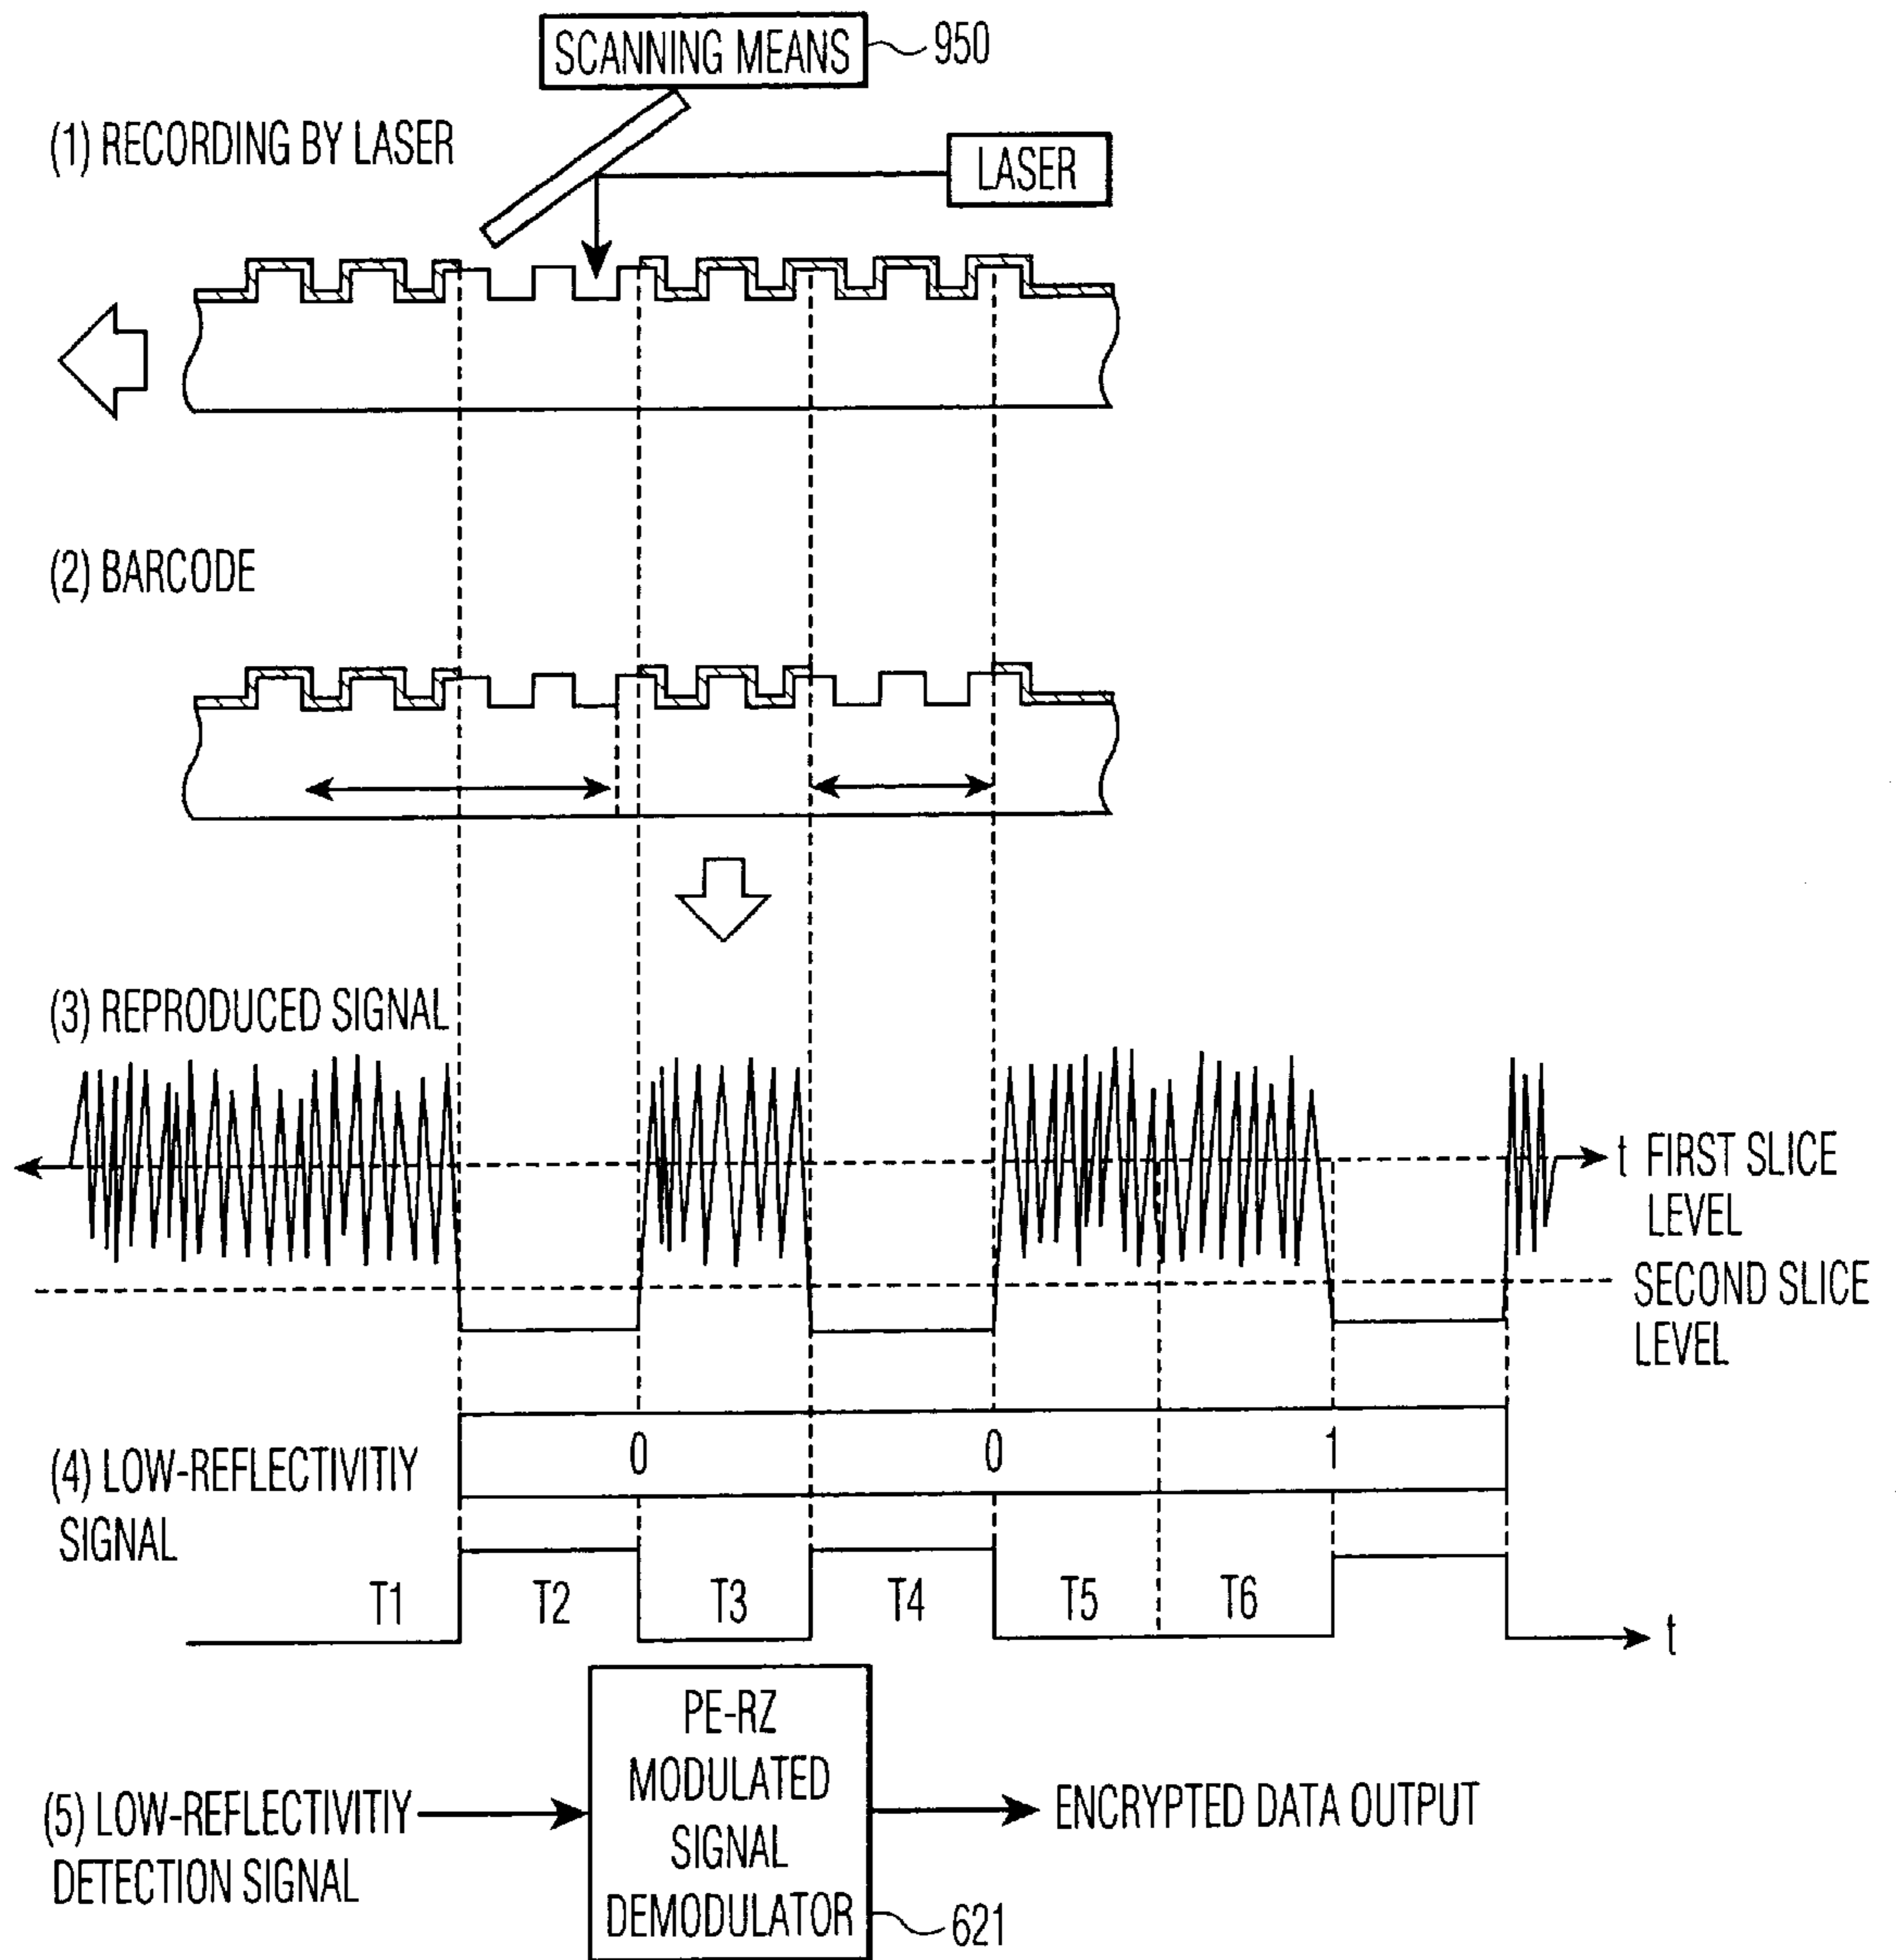 SCANNING MEANS
950
(1) RECORDING BY LASER
LASER
(2) BARCODE
(3) REPRODUCED SIGNAL
t FIRST SLICE
LEVEL
SECOND SLICE
LEVEL
(4) LOW-REFLECTIVITIY
SIGNAL
0 0 1
T1 T2 T3 T4 T5 T6
t
PE-RZ
MODULATED
SIGNAL
DEMODULATOR
(5) LOW-REFLECTIVITIY
DETECTION SIGNAL
ENCRYPTED DATA OUTPUT
621